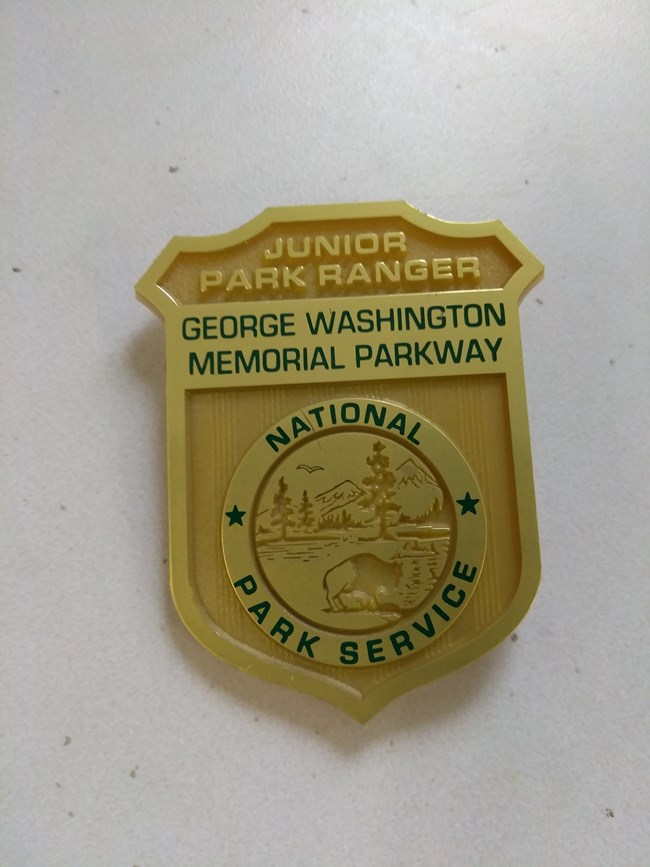 JUNIOR
PARK RANGER
GEORGE WASHINGTON
MEMORIAL PARKWAY
NATIONAL
PARK SERVICE